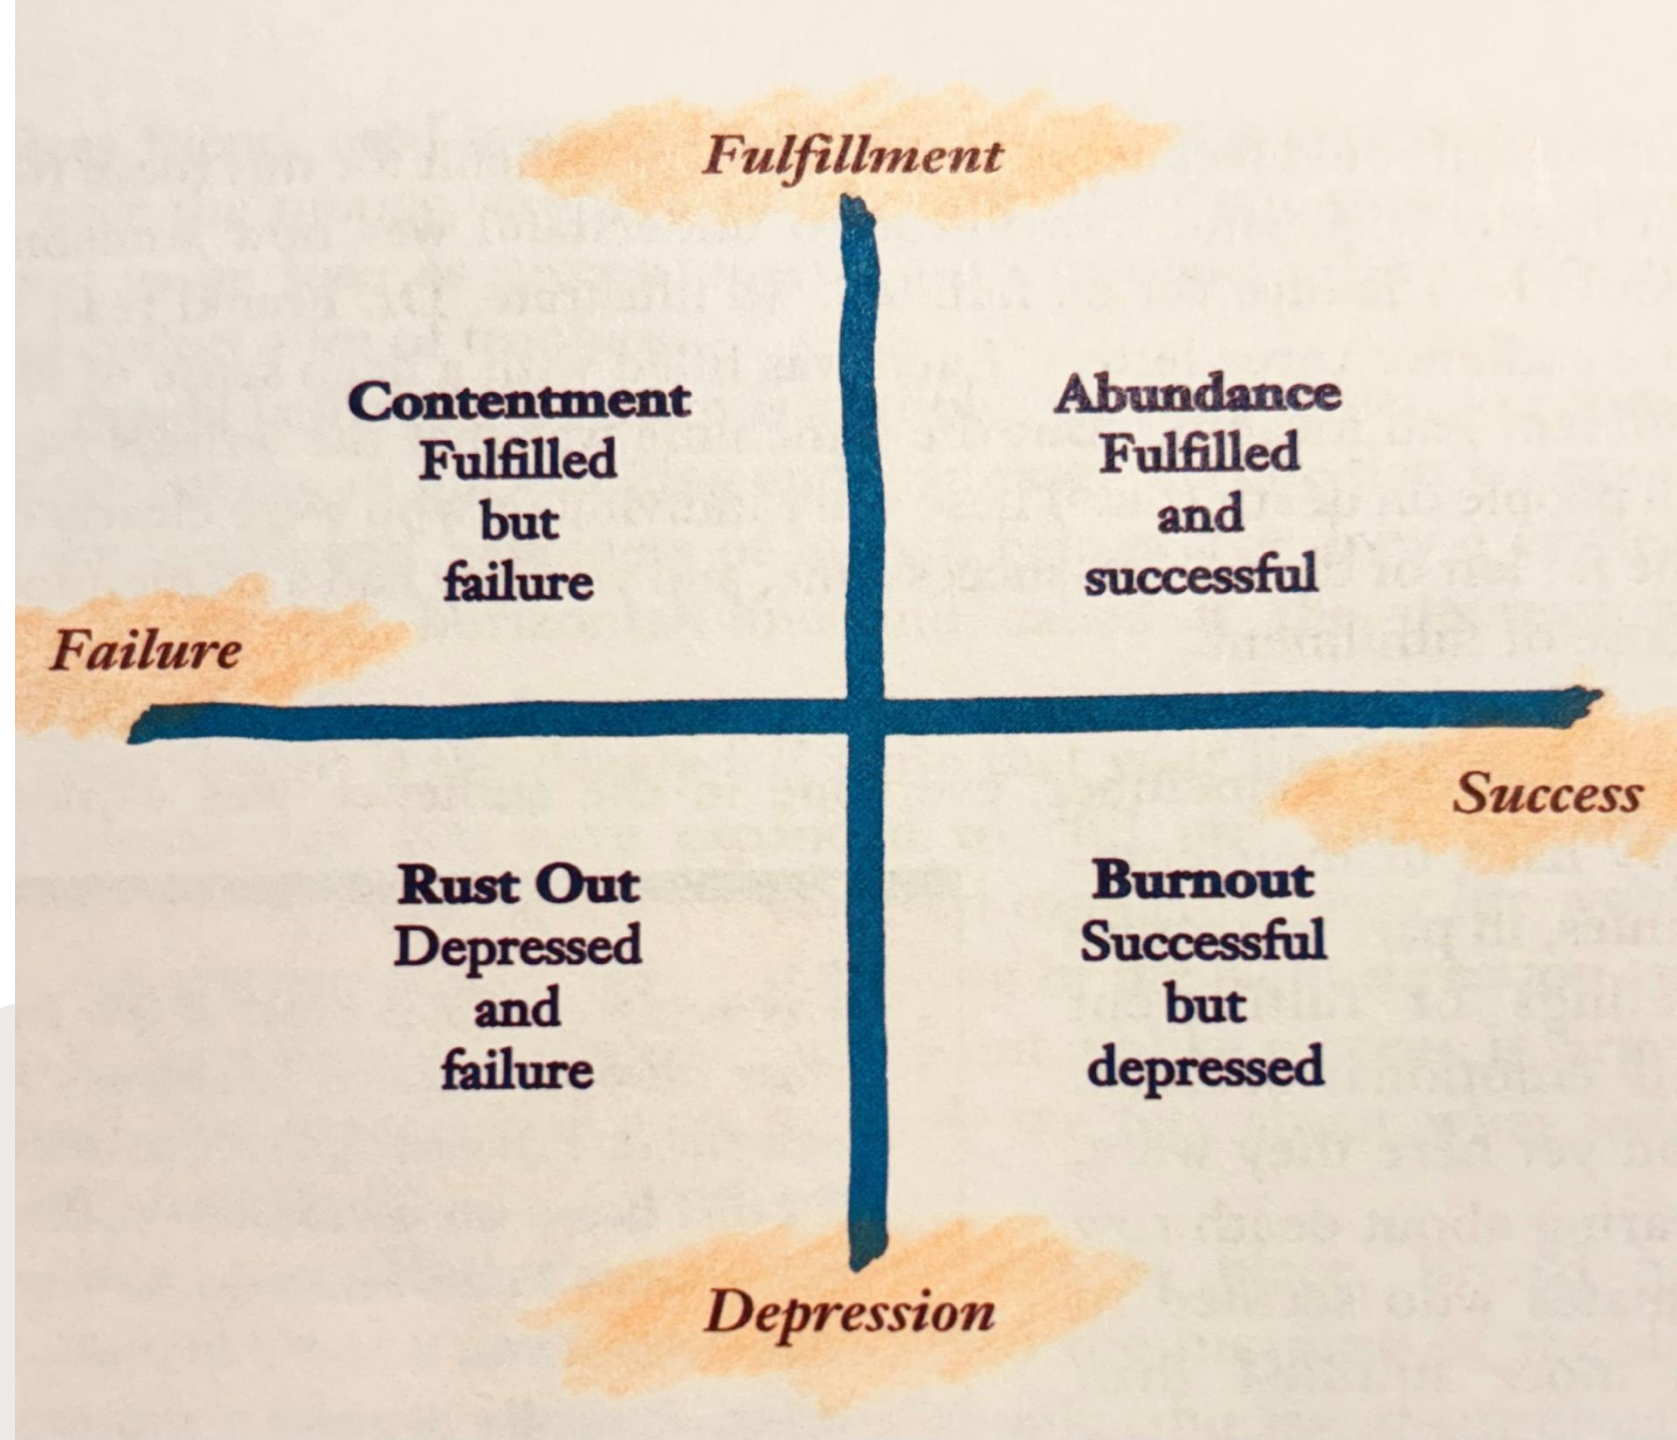 Fulfillment
Contentment
Fulfilled
but
failure
Abundance
Fulfilled
and
successful
Failure
Success
Rust Out
Depressed
and
failure
Burnout
Successful
but
depressed
Depression